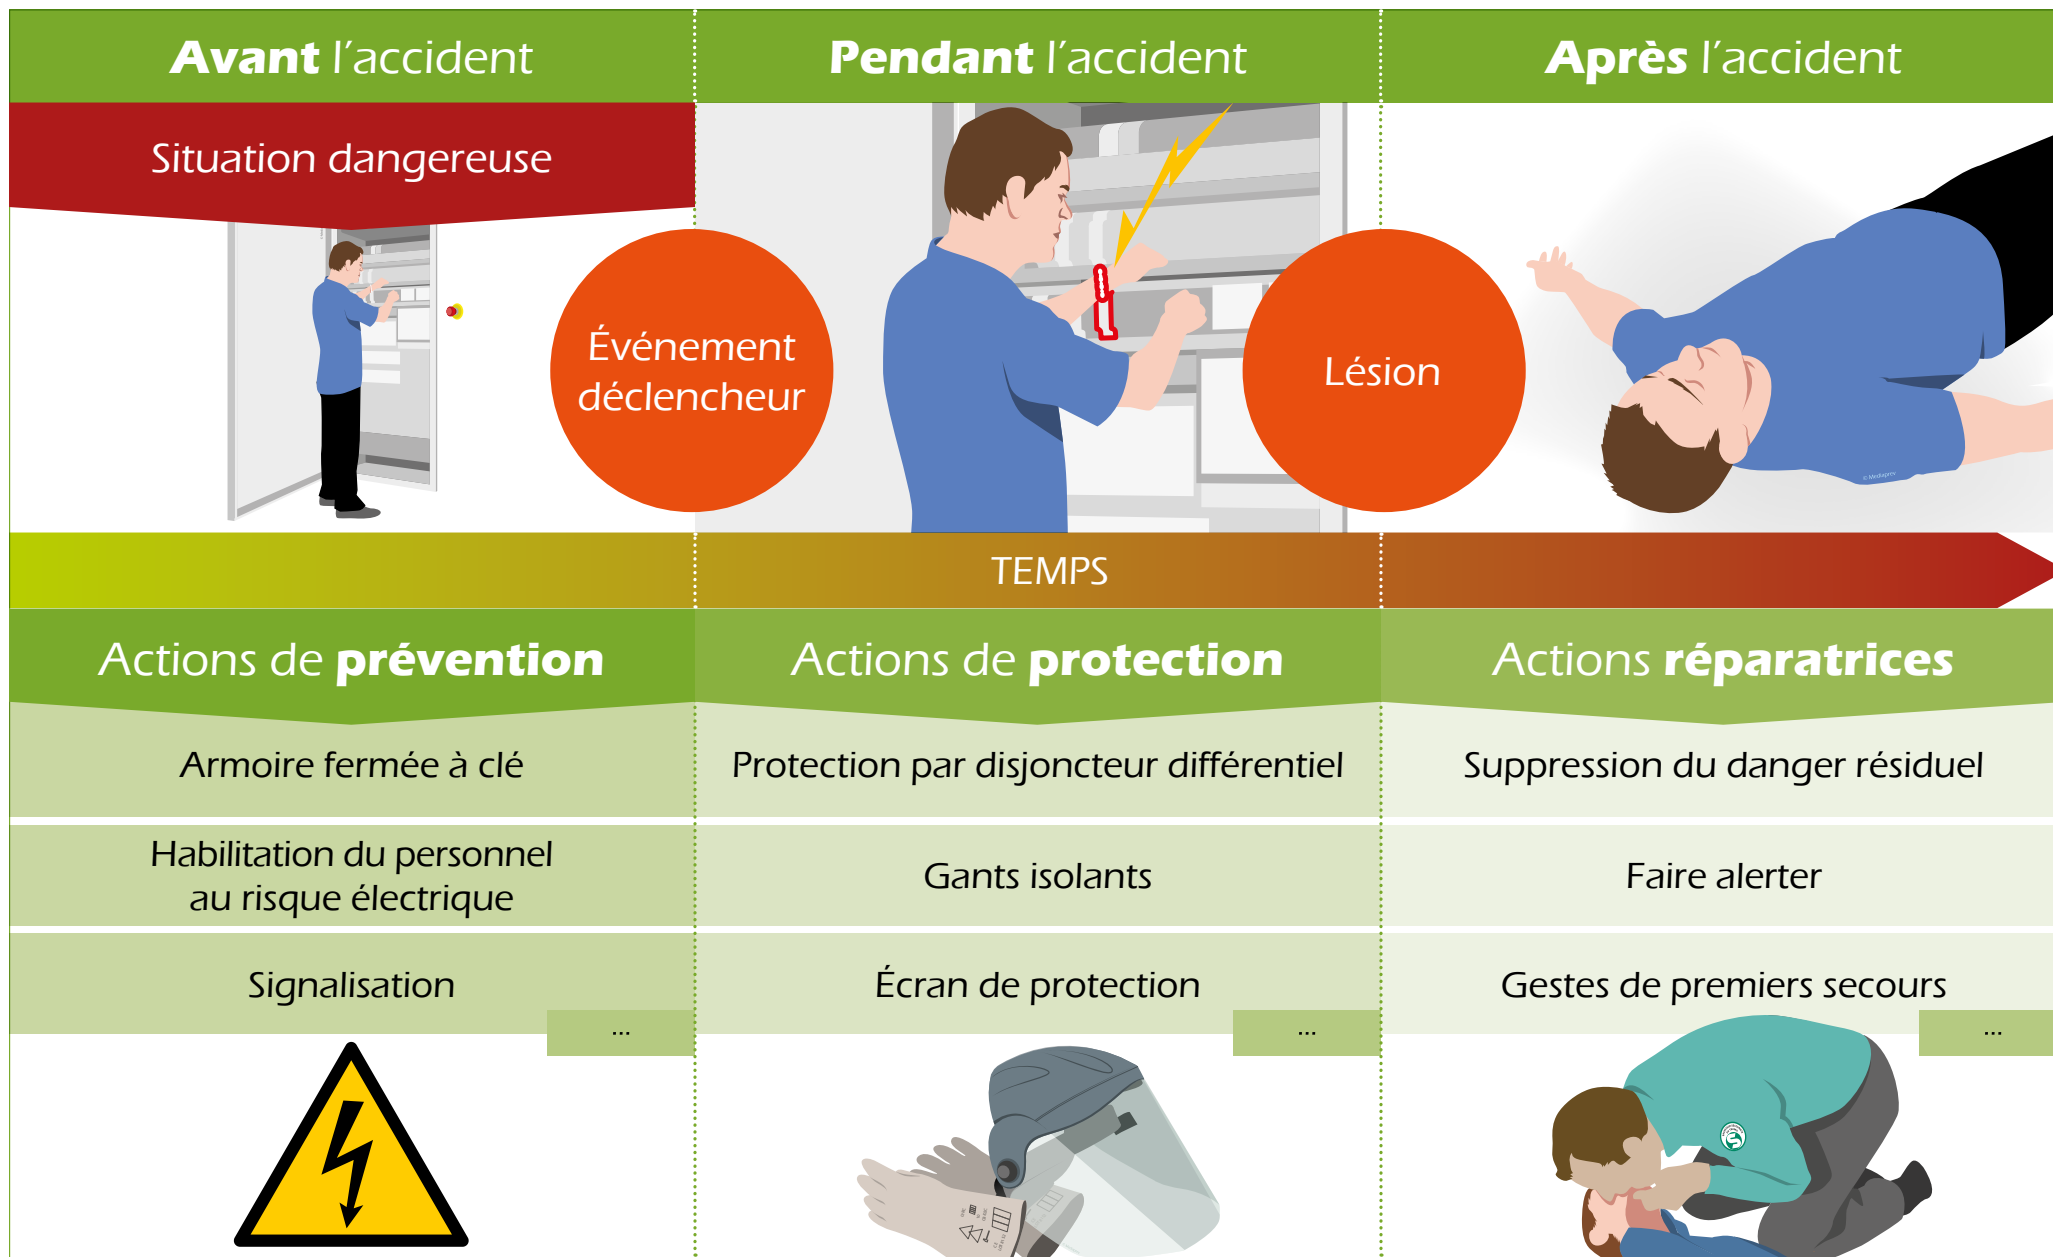 Avant l'accident
Pendant l'accident
Après l'accident
Situation dangereuse
Événement
déclencheur
Lésion
© Mediaprev
TEMPS
Actions de prévention
Actions de protection
Actions réparatrices
Armoire fermée à clé
Protection par disjoncteur différentiel
Suppression du danger résiduel
Habilitation du personnel
au risque électrique
Gants isolants
Faire alerter
Signalisation
Écran de protection
Gestes de premiers secours
...
...
...